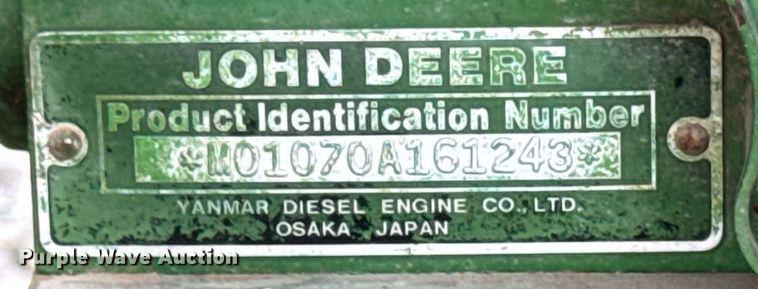 JOHN DEERE
Product Identification Number
*M01070A161243*
YANMAR DIESEL ENGINE CO., LTD.
OSAKA, JAPAN
Purple Wave Auction